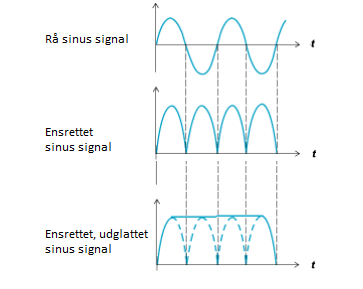 Rå sinus signal
t
Ensrettet
sinus signal
t
Ensrettet, udglattet
sinus signal
t